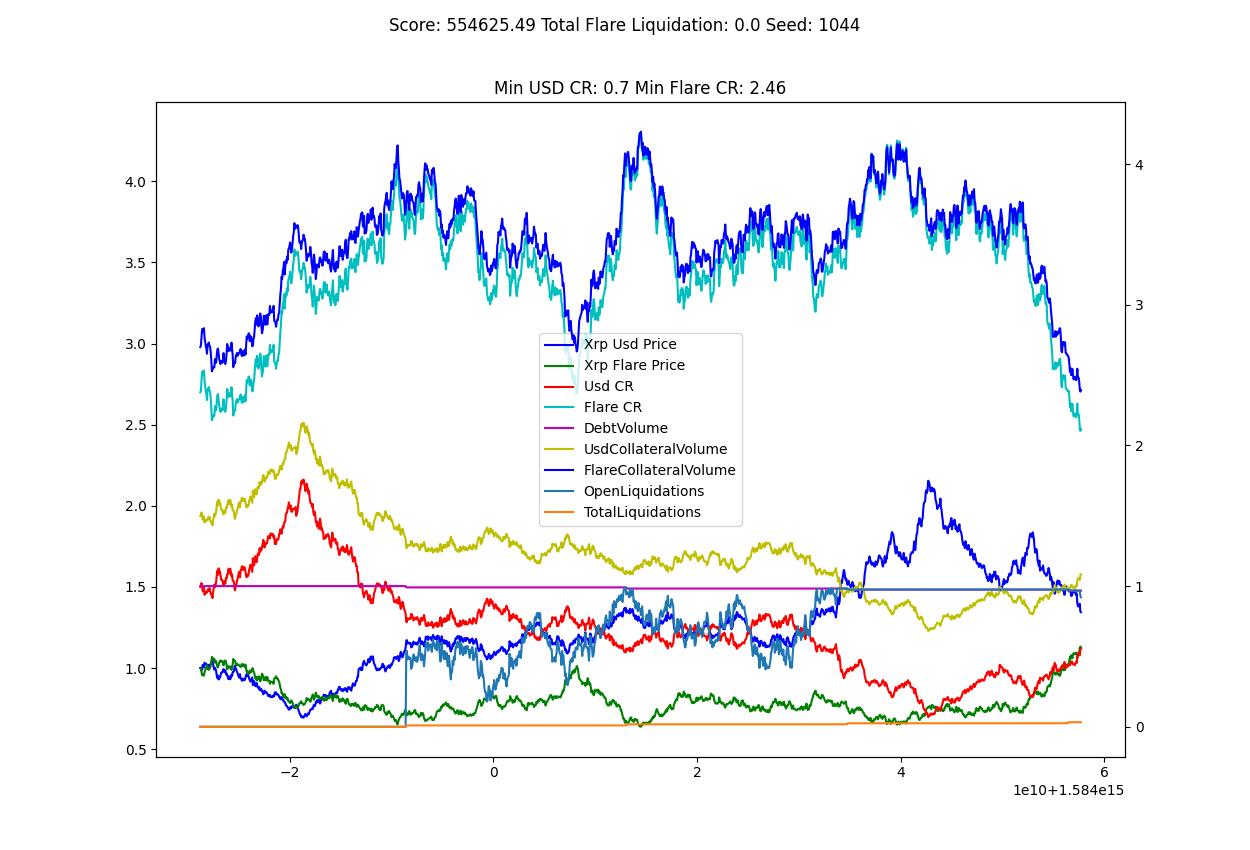 Score: 554625.49 Total Flare Liquidation: 0.0 Seed: 1044
Min USD CR: 0.7 Min Flare CR: 2.46
4.0
3.5
3.0
2.5
2.0
1.5
1.0
0.5
4
3
2
1
0
Xrp Usd Price
Xrp Flare Price
Usd CR
Flare CR
DebtVolume
UsdCollateralVolume
FlareCollateralVolume
OpenLiquidations
TotalLiquidations
−2 0 2 4 6
1e10+1.584e15